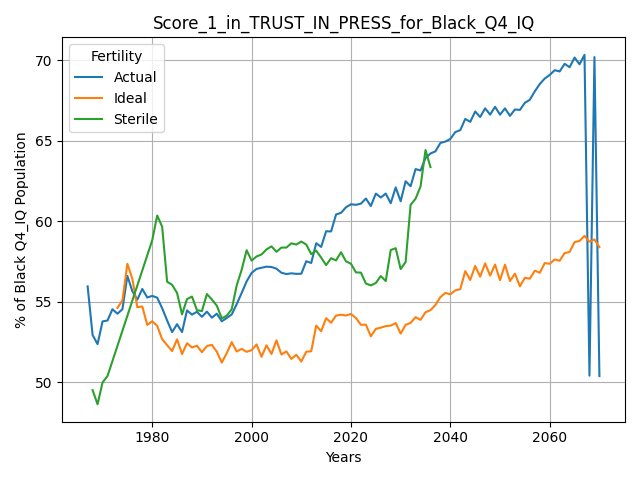 Score_1_in_TRUST_IN_PRESS_for_Black_Q4_IQ
Fertility
Actual
Ideal
Sterile
% of Black Q4_IQ Population
70
65
60
55
50
1980
2000
2020
2040
2060
Years